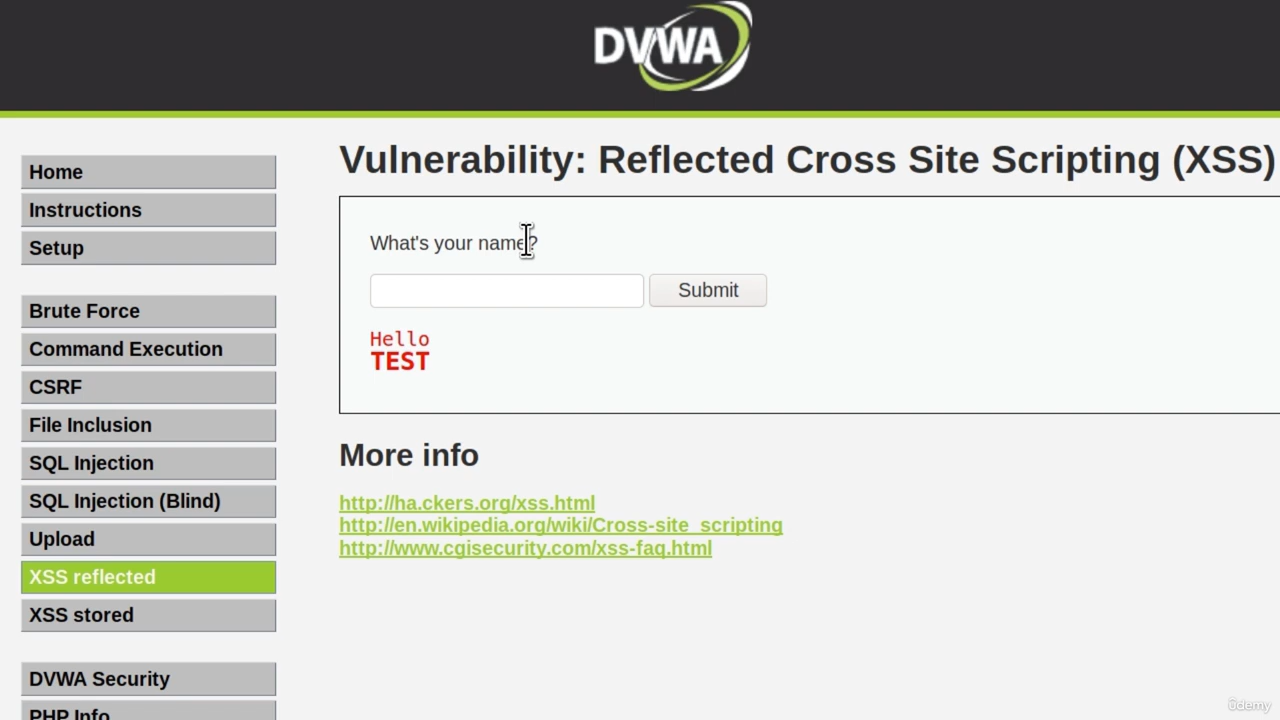 DVWA
Vulnerability: Reflected Cross Site Scripting (XSS)
Home
Instructions
Setup
Brute Force
Command Execution
CSRF
File Inclusion
SQL Injection
SQL Injection (Blind)
Upload
XSS reflected
XSS stored
DVWA Security
PHP Info
What's your name?
Submit
Hello
TEST
More info
http://ha.ckers.org/xss.html
http://en.wikipedia.org/wiki/Cross-site_scripting
http://www.cgisecurity.com/xss-faq.html
ûdemy